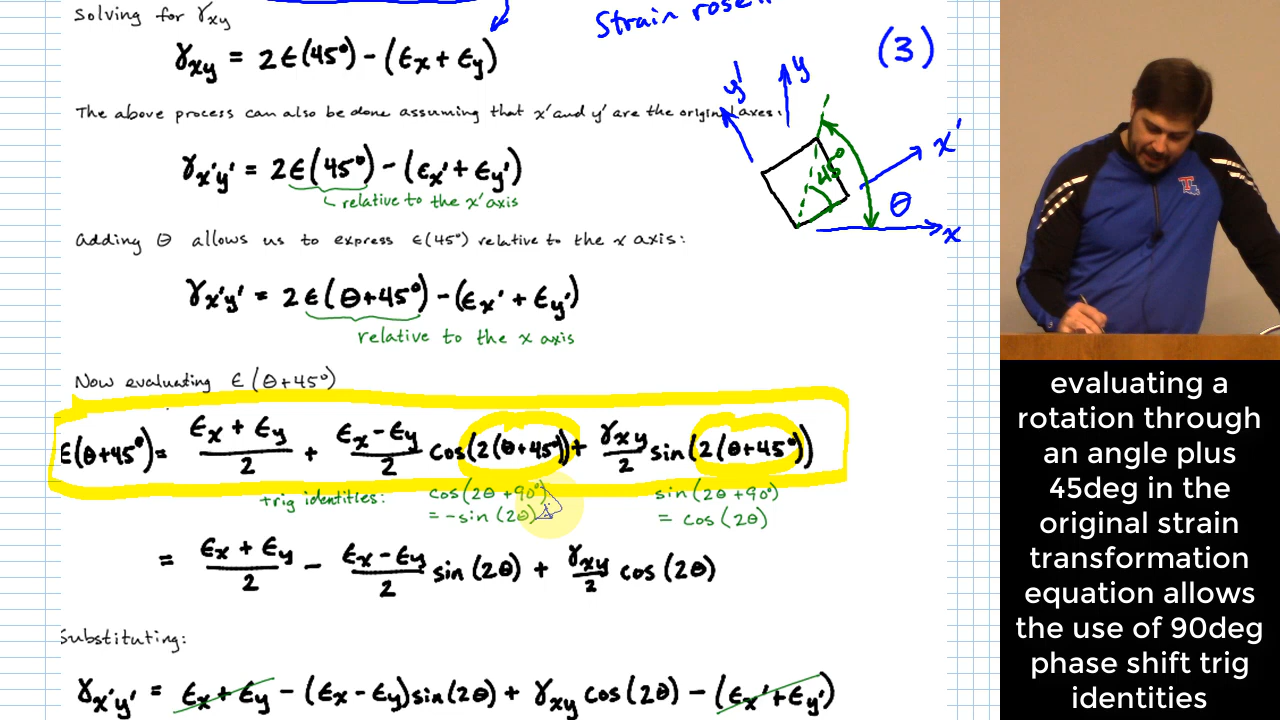 Solving for γxy
Strain rosett
γxy = 2ϵ(45°) - (ϵx + ϵy)
(3)
The above process can also be done assuming that x' and y' are the original axes:
y'
y
x'
45°
θ
x
γx'y' = 2ϵ(45°) - (ϵx' + ϵy')
relative to the x' axis
adding θ allows us to express ϵ(45°) relative to the x axis:
γx'y' = 2ϵ(θ+45°) - (ϵx' + ϵy')
relative to the x axis
Now evaluating ϵ(θ+45°)
ϵ(θ+45°) = (ϵx + ϵy)/2 + (ϵx - ϵy)/2 cos(2(θ+45°)) + γxy/2 sin(2(θ+45°))
trig identities: cos(2θ+90°) sin(2θ+90°)
= -sin(2θ) = cos(2θ)
= (ϵx + ϵy)/2 - (ϵx - ϵy)/2 sin(2θ) + γxy/2 cos(2θ)
Substituting:
γx'y' = ϵx + ϵy - (ϵx - ϵy)sin(2θ) + γxy cos(2θ) - (ϵx' + ϵy')
evaluating a
rotation through
an angle plus
45deg in the
original strain
transformation
equation allows
the use of 90deg
phase shift trig
identities